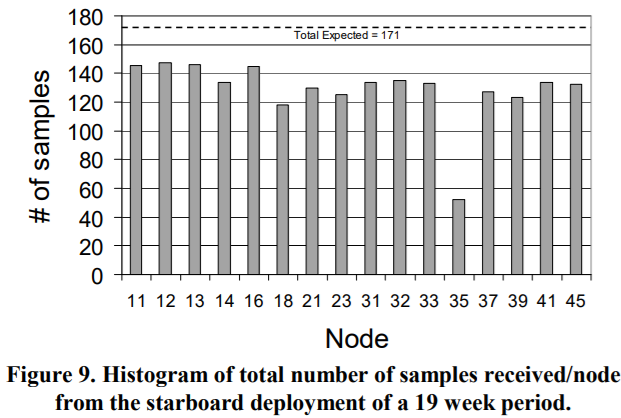 180
Total Expected = 171
160
140
120
100
80
60
40
20
0
# of samples
11 12 13 14 16 18 21 23 31 32 33 35 37 39 41 45
Node
Figure 9. Histogram of total number of samples received/node
from the starboard deployment of a 19 week period.